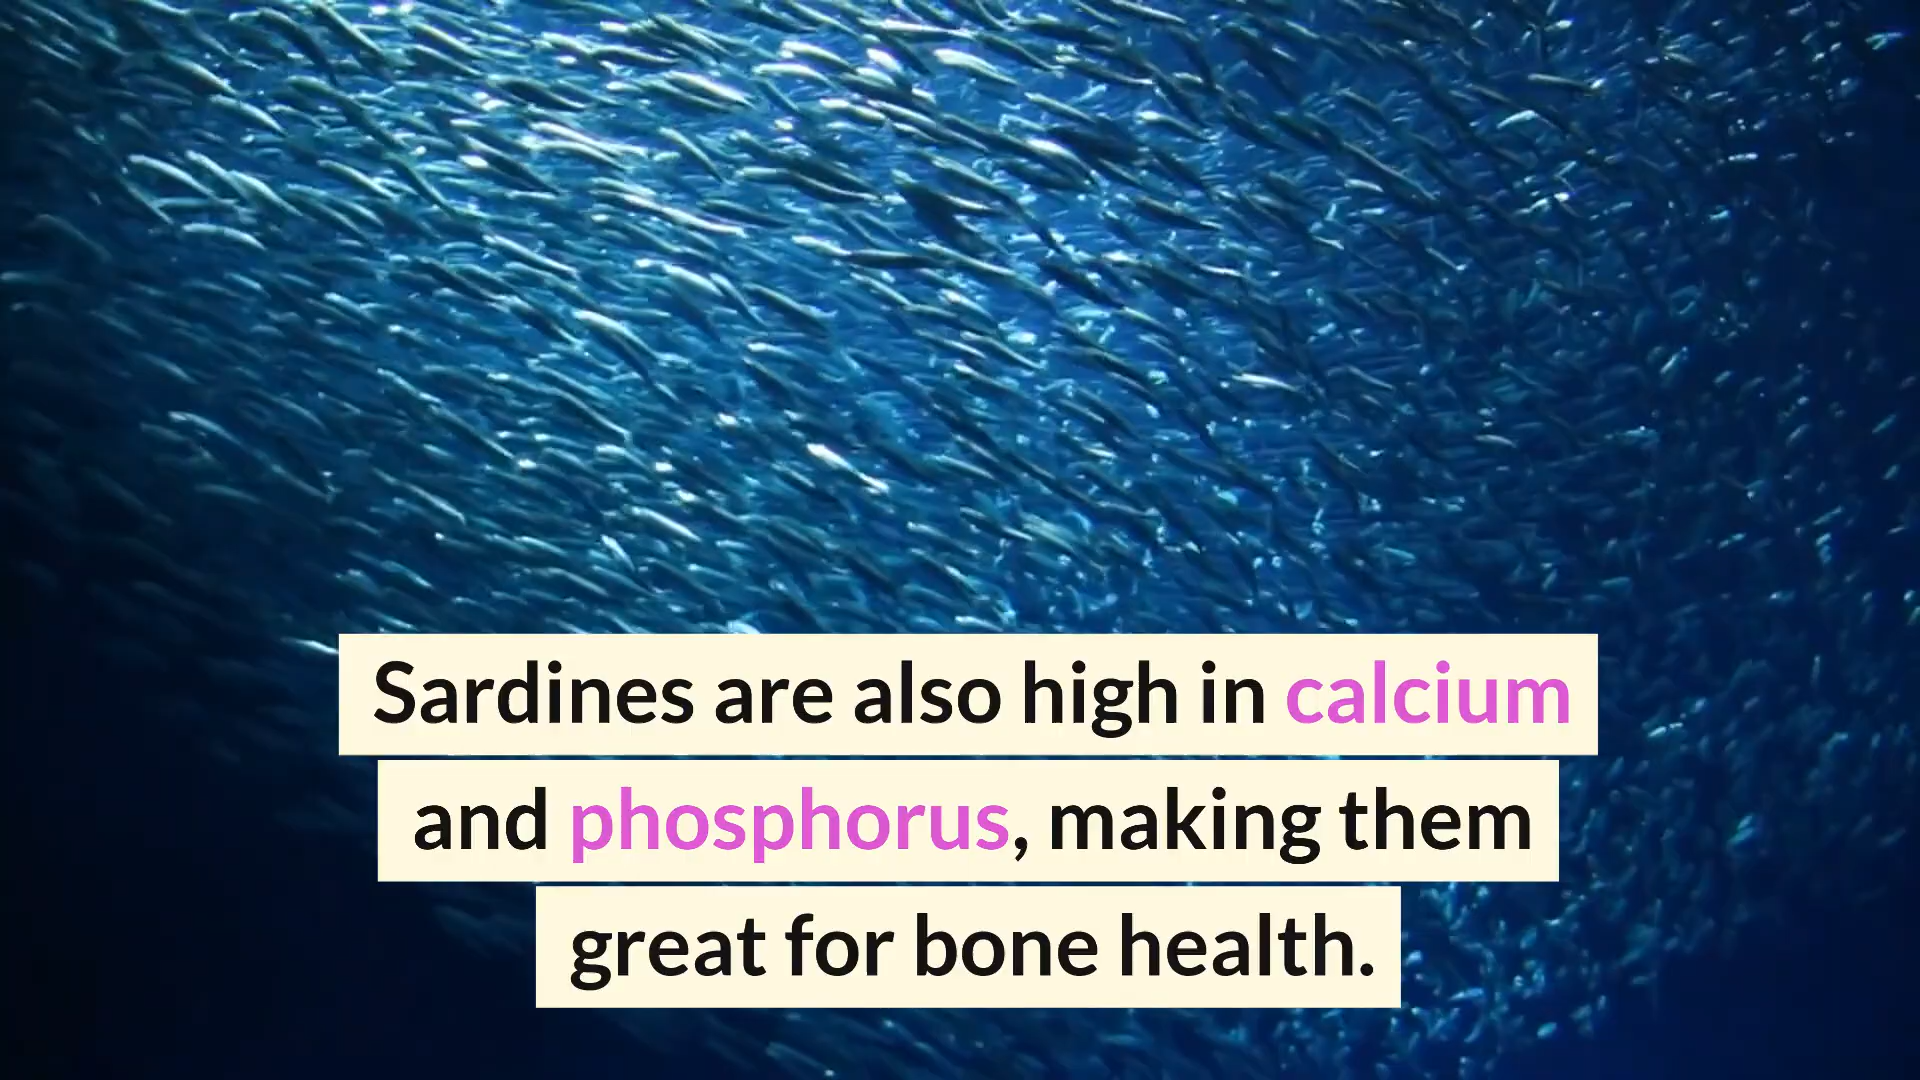 Sardines are also high in calcium
and phosphorus, making them
great for bone health.